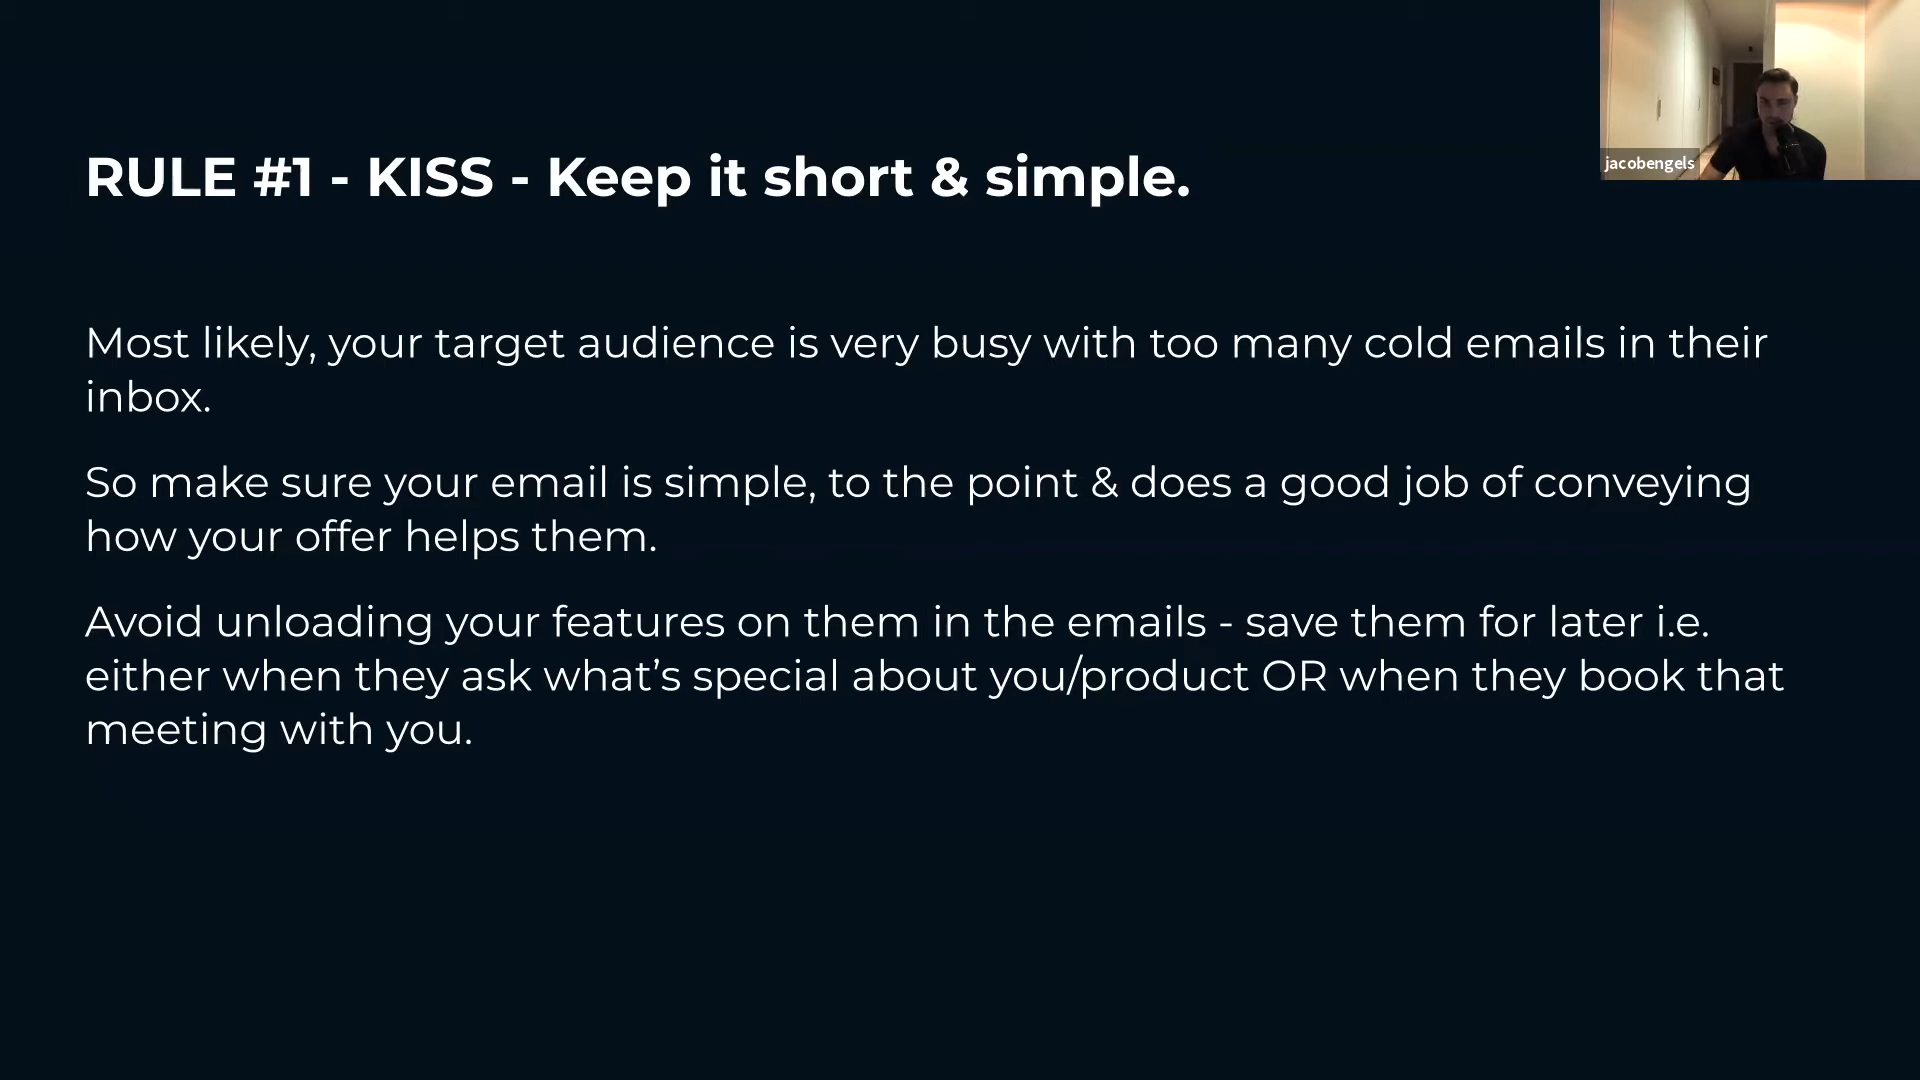 jacobengels
RULE #1 - KISS - Keep it short & simple.
Most likely, your target audience is very busy with too many cold emails in their
inbox.
So make sure your email is simple, to the point & does a good job of conveying
how your offer helps them.
Avoid unloading your features on them in the emails - save them for later i.e.
either when they ask what’s special about you/product OR when they book that
meeting with you.